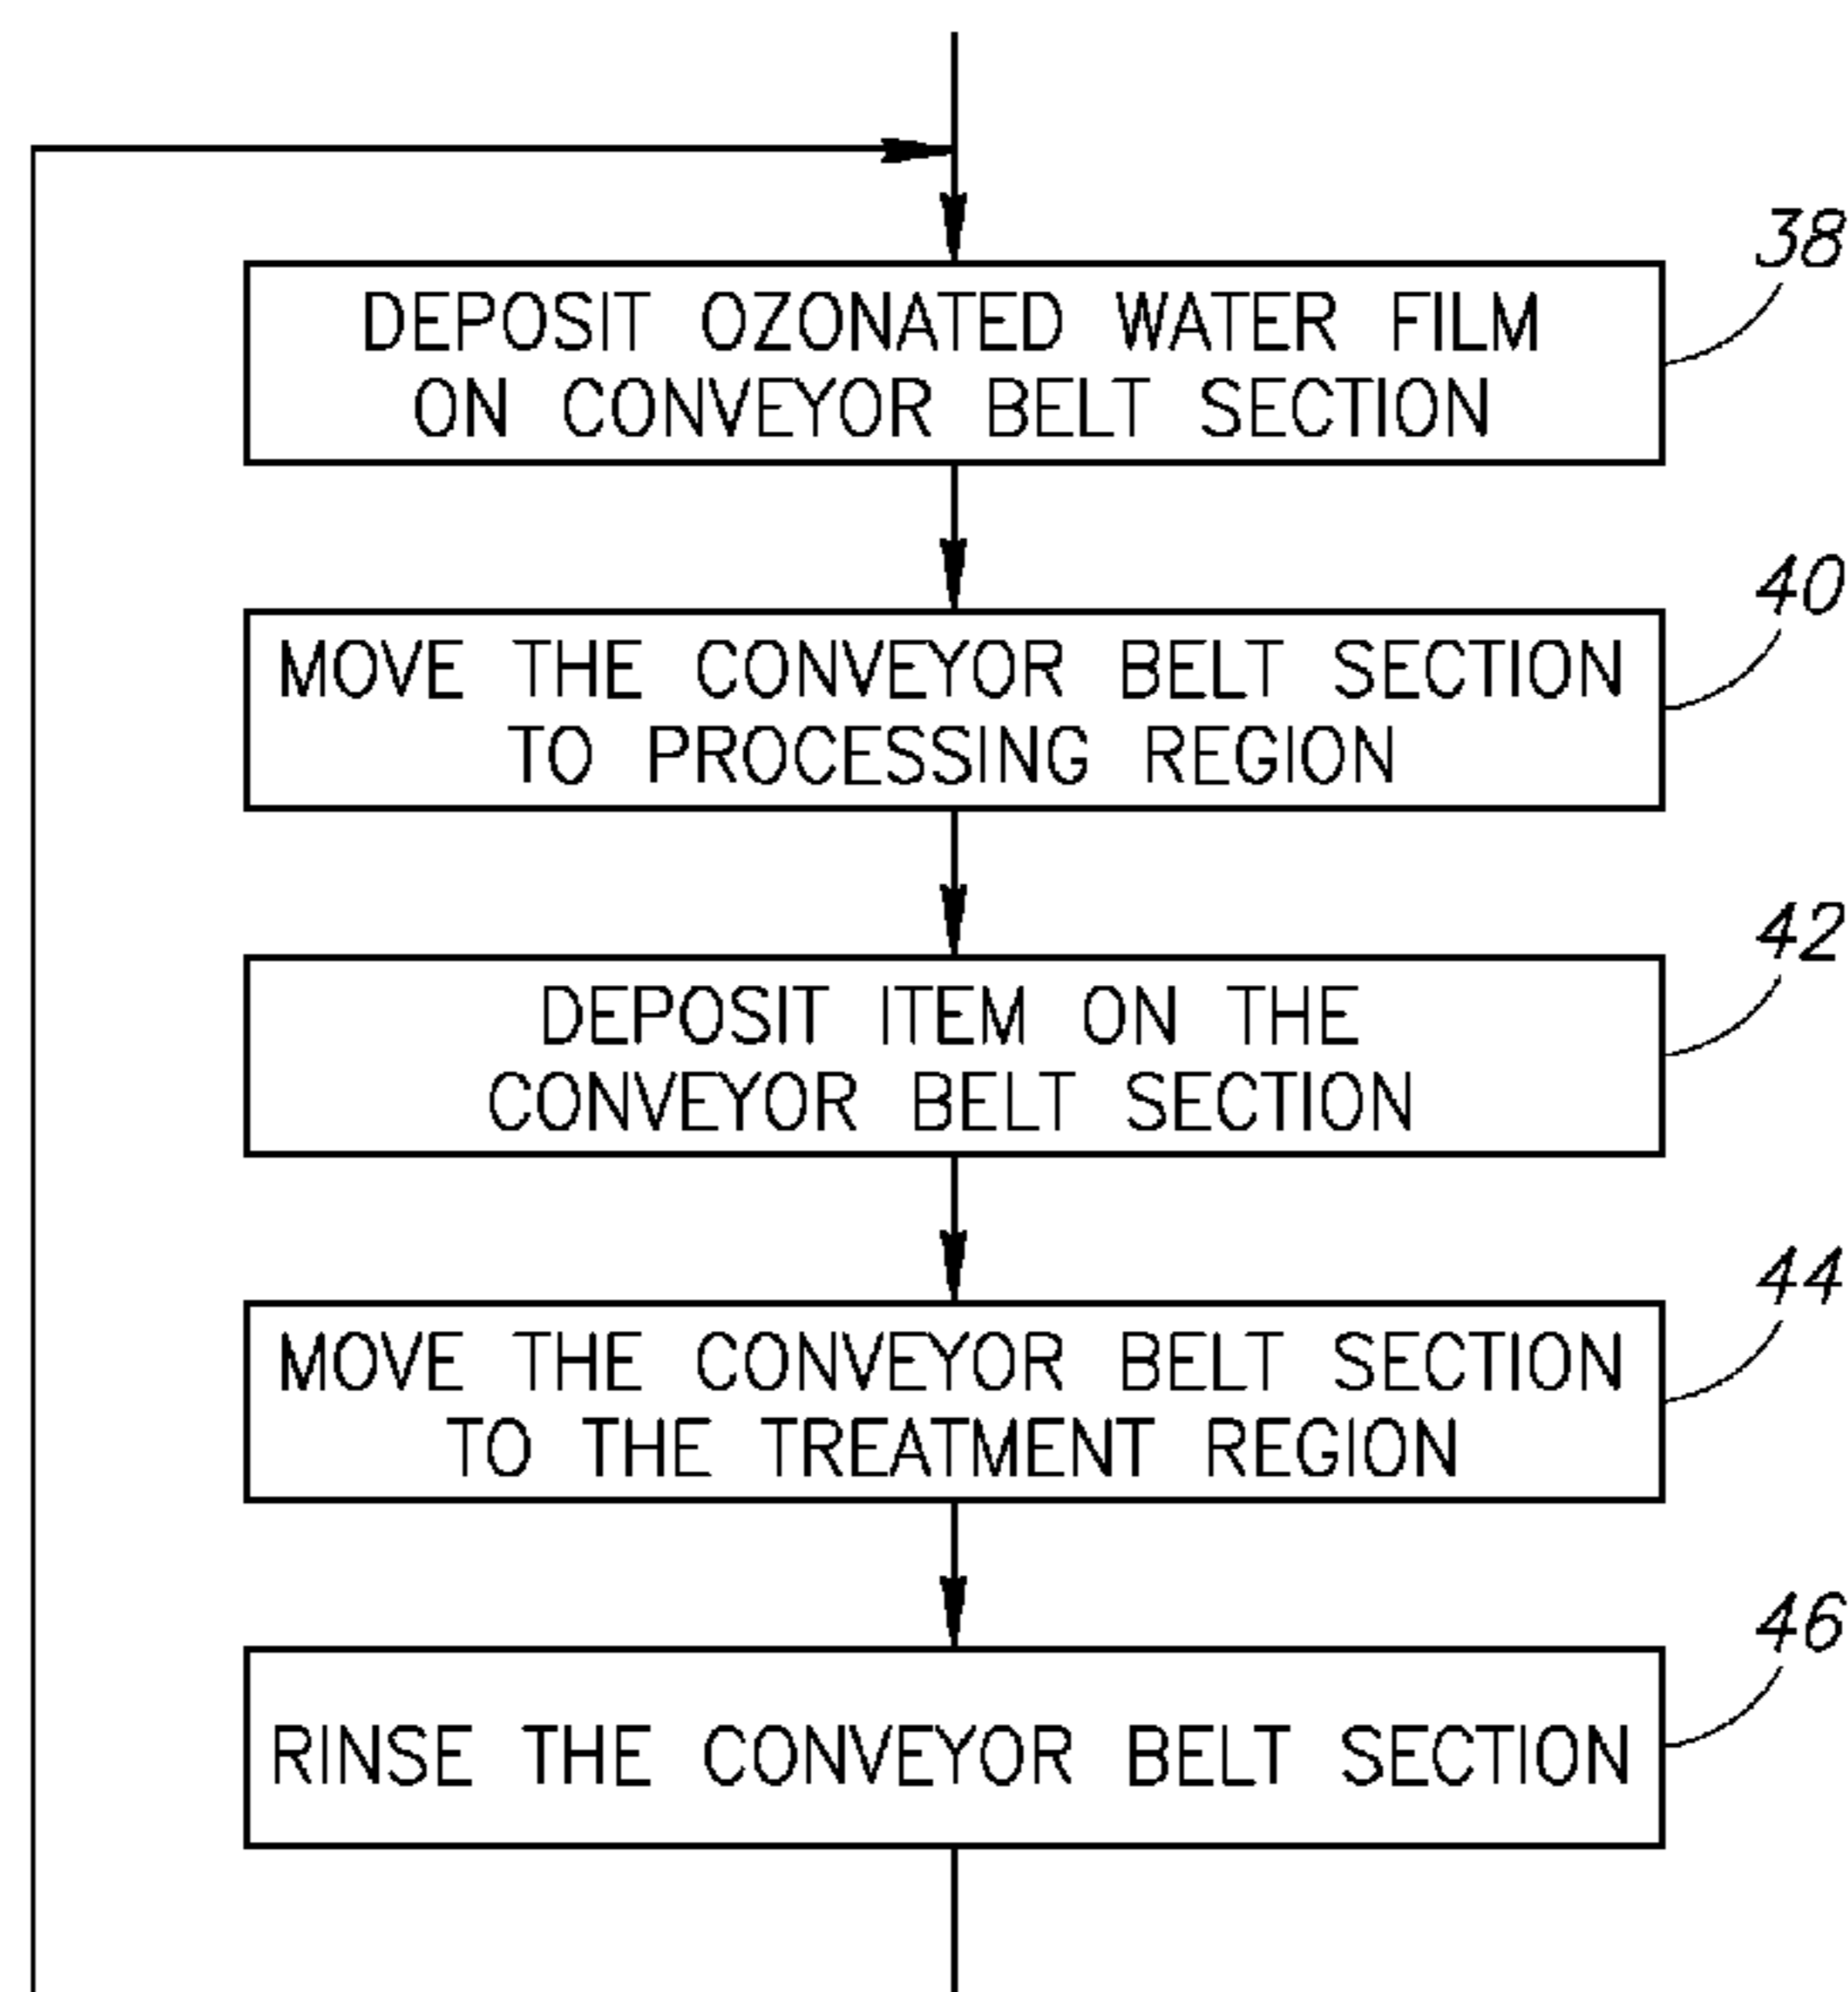 38
DEPOSIT OZONATED WATER FILM
ON CONVEYOR BELT SECTION
40
MOVE THE CONVEYOR BELT SECTION
TO PROCESSING REGION
42
DEPOSIT ITEM ON THE
CONVEYOR BELT SECTION
44
MOVE THE CONVEYOR BELT SECTION
TO THE TREATMENT REGION
46
RINSE THE CONVEYOR BELT SECTION